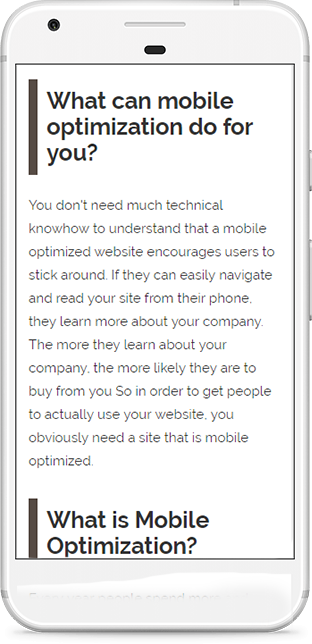 What can mobile
optimization do for
you?
You don't need much technical
knowhow to understand that a mobile
optimized website encourages users to
stick around. If they can easily navigate
and read your site from their phone,
they learn more about your company.
The more they learn about your
company, the more likely they are to
buy from you So in order to get people
to actually use your website, you
obviously need a site that is mobile
optimized.
What is Mobile
Optimization?